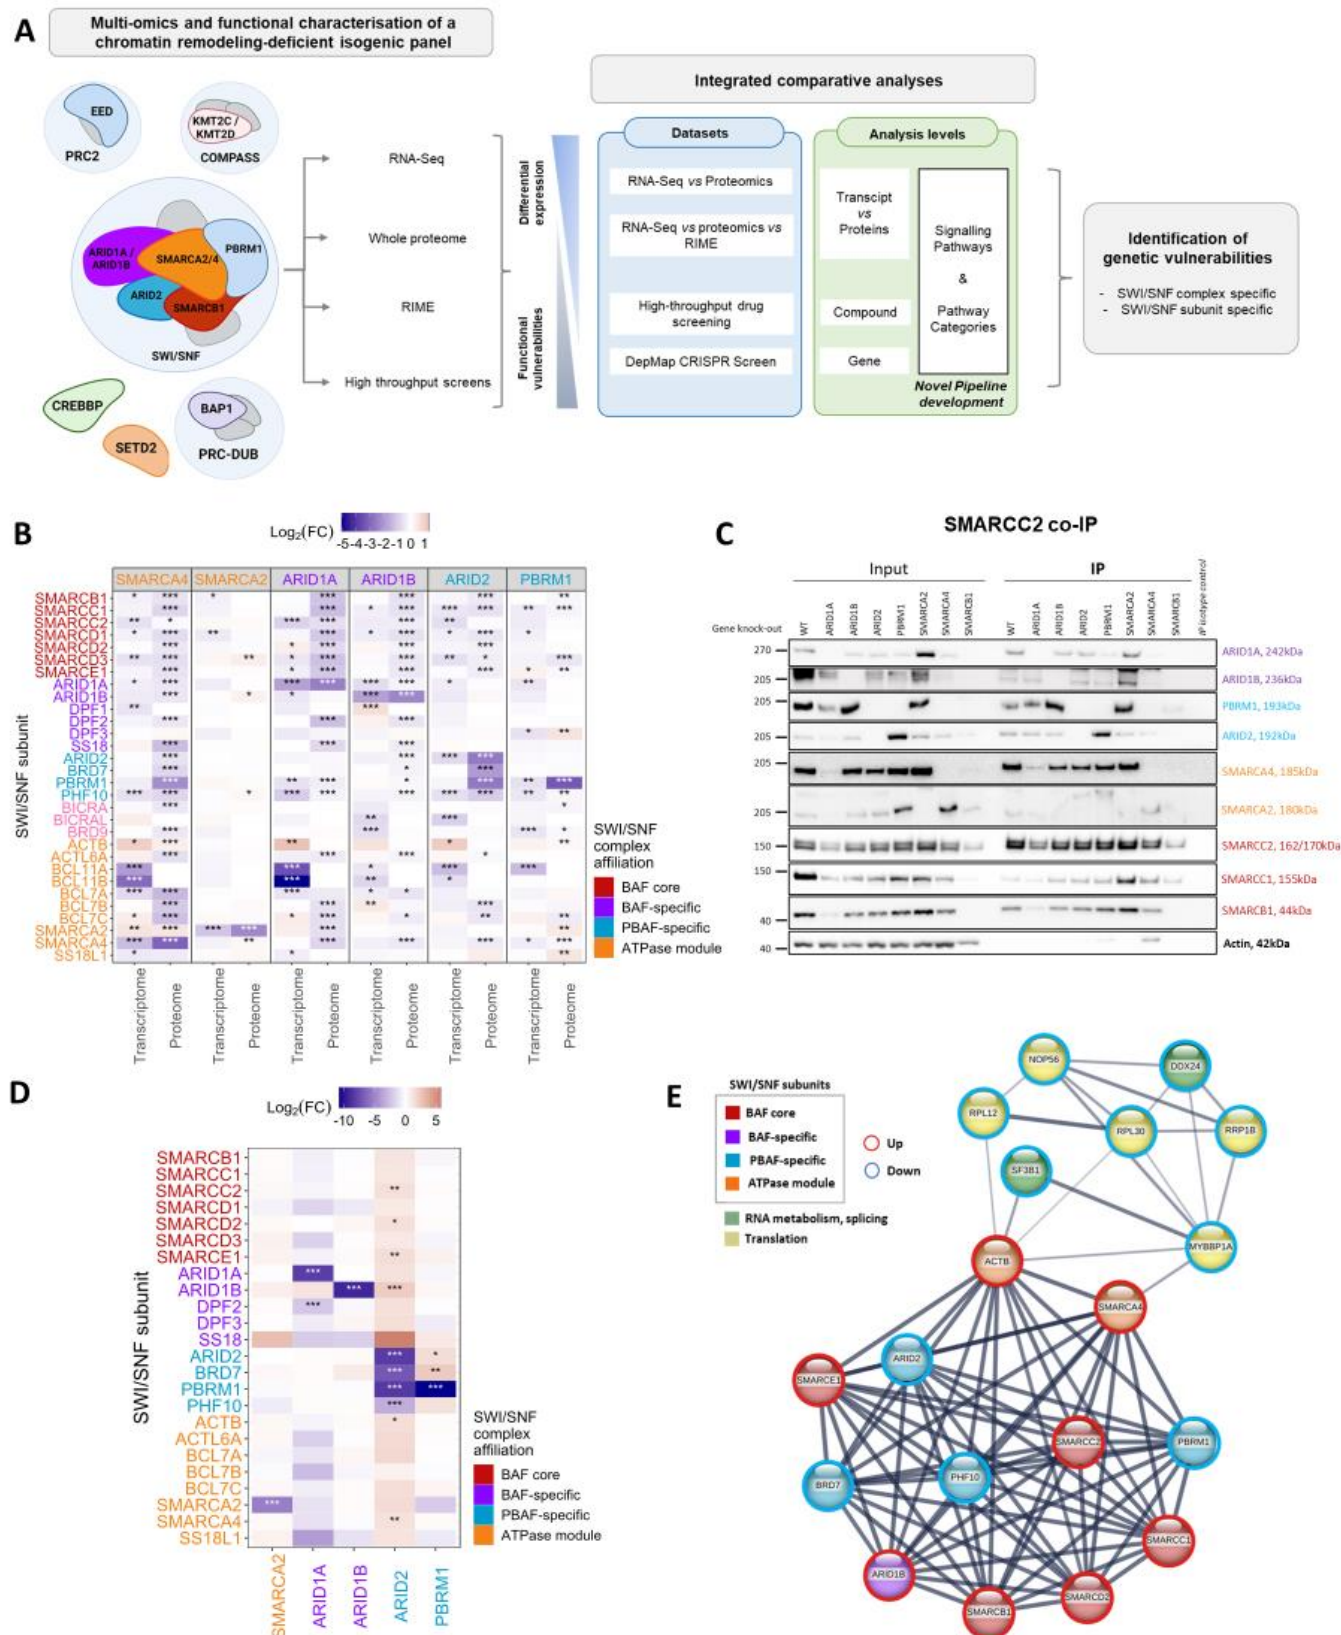 A
Multi-omics and functional characterisation of a
chromatin remodeling-deficient isogenic panel
EED
PRC2
KMT2C /
KMT2D
COMPASS
ARID1A /
ARID1B
SMARCA2/4
PBRM1
ARID2
SMARCB1
SWI/SNF
CREBBP
SETD2
BAP1
PRC-DUB
RNA-Seq
Whole proteome
RIME
High throughput screens
Differential
expression
Functional
vulnerabilities
Integrated comparative analyses
Datasets
RNA-Seq vs Proteomics
RNA-Seq vs proteomics vs
RIME
High-throughput drug
screening
DepMap CRISPR Screen
Analysis levels
Transcipt
vs
Proteins
Compound
Gene
Signalling
Pathways
&
Pathway
Categories
Novel Pipeline
development
Identification of
genetic vulnerabilities
- SWI/SNF complex specific
- SWI/SNF subunit specific
B
Log2(FC)
-5-4-3-2-1 0 1
SMARCA4 SMARCA2 ARID1A ARID1B ARID2 PBRM1
SWI/SNF subunit
SMARCB1
SMARCC1
SMARCC2
SMARCD1
SMARCD2
SMARCD3
SMARCE1
ARID1A
ARID1B
DPF1
DPF2
DPF3
SS18
ARID2
BRD7
PBRM1
PHF10
BICRA
BICRAL
BRD9
ACTB
ACTL6A
BCL11A
BCL11B
BCL7A
BCL7B
BCL7C
SMARCA2
SMARCA4
SS18L1
Transcriptome Proteome Transcriptome Proteome Transcriptome Proteome Transcriptome Proteome Transcriptome Proteome Transcriptome Proteome
SWI/SNF
complex
affiliation
BAF core
BAF-specific
PBAF-specific
ATPase module
C
SMARCC2 co-IP
Input IP
Gene knock-out WT ARID1A ARID1B ARID2 PBRM1 SMARCA2 SMARCA4 SMARCB1 WT ARID1A ARID1B ARID2 PBRM1 SMARCA2 SMARCA4 SMARCB1 IP isotype control
270 ARID1A, 242kDa
205 ARID1B, 236kDa
205 PBRM1, 193kDa
205 ARID2, 192kDa
205 SMARCA4, 185kDa
205 SMARCA2, 180kDa
150 SMARCC2, 162/170kDa
150 SMARCC1, 155kDa
40 SMARCB1, 44kDa
40 Actin, 42kDa
D
Log2(FC)
-10 -5 0 5
SWI/SNF subunit
SMARCB1
SMARCC1
SMARCC2
SMARCD1
SMARCD2
SMARCD3
SMARCE1
ARID1A
ARID1B
DPF2
DPF3
SS18
ARID2
BRD7
PBRM1
PHF10
ACTB
ACTL6A
BCL7A
BCL7B
BCL7C
SMARCA2
SMARCA4
SS18L1
SMARCA2 ARID1A ARID1B ARID2 PBRM1
SWI/SNF
complex
affiliation
BAF core
BAF-specific
PBAF-specific
ATPase module
E
SWI/SNF subunits
BAF core
BAF-specific
PBAF-specific
ATPase module
Up
Down
RNA metabolism, splicing
Translation
NOP56
DDX24
RPL12
RPL30
RRP1B
SF3B1
MYBBP1A
ACTB
SMARCA4
ARID2
SMARCE1
SMARCC2
PBRM1
BRD7
PHF10
SMARCC1
ARID1B
SMARCB1
SMARCD2